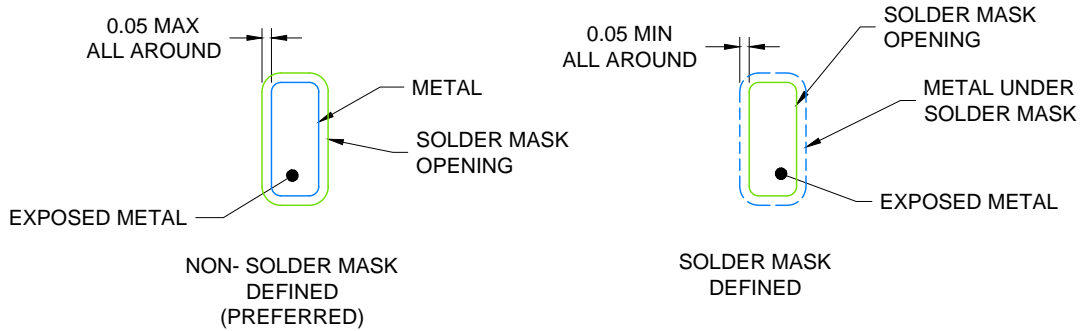 0.05 MAX
ALL AROUND
METAL
SOLDER MASK
OPENING
EXPOSED METAL
NON- SOLDER MASK
DEFINED
(PREFERRED)
0.05 MIN
ALL AROUND
SOLDER MASK
OPENING
METAL UNDER
SOLDER MASK
EXPOSED METAL
SOLDER MASK
DEFINED